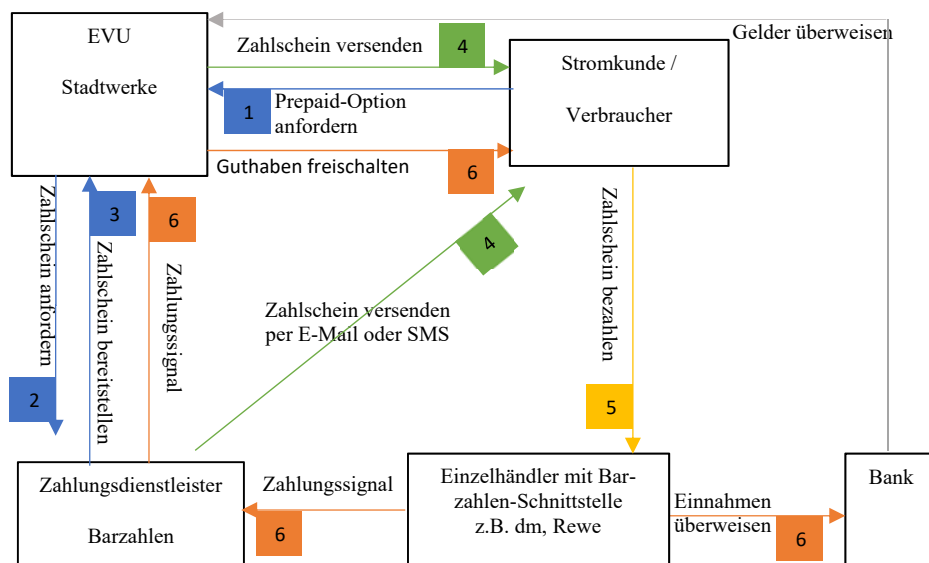 EVU
Stadtwerke
Zahlschein versenden
4
Gelder überweisen
Stromkunde /
Verbraucher
1
Prepaid-Option
anfordern
Guthaben freischalten
6
Zahlschein anfordern
2
3
Zahlschein bereitstellen
6
Zahlungssignal
4
Zahlschein versenden
per E-Mail oder SMS
Zahlschein bezahlen
5
Zahlungsdienstleister
Barzahlen
Zahlungssignal
6
Einzelhändler mit Bar-
zahlen-Schnittstelle
z.B. dm, Rewe
Einnahmen
überweisen
6
Bank